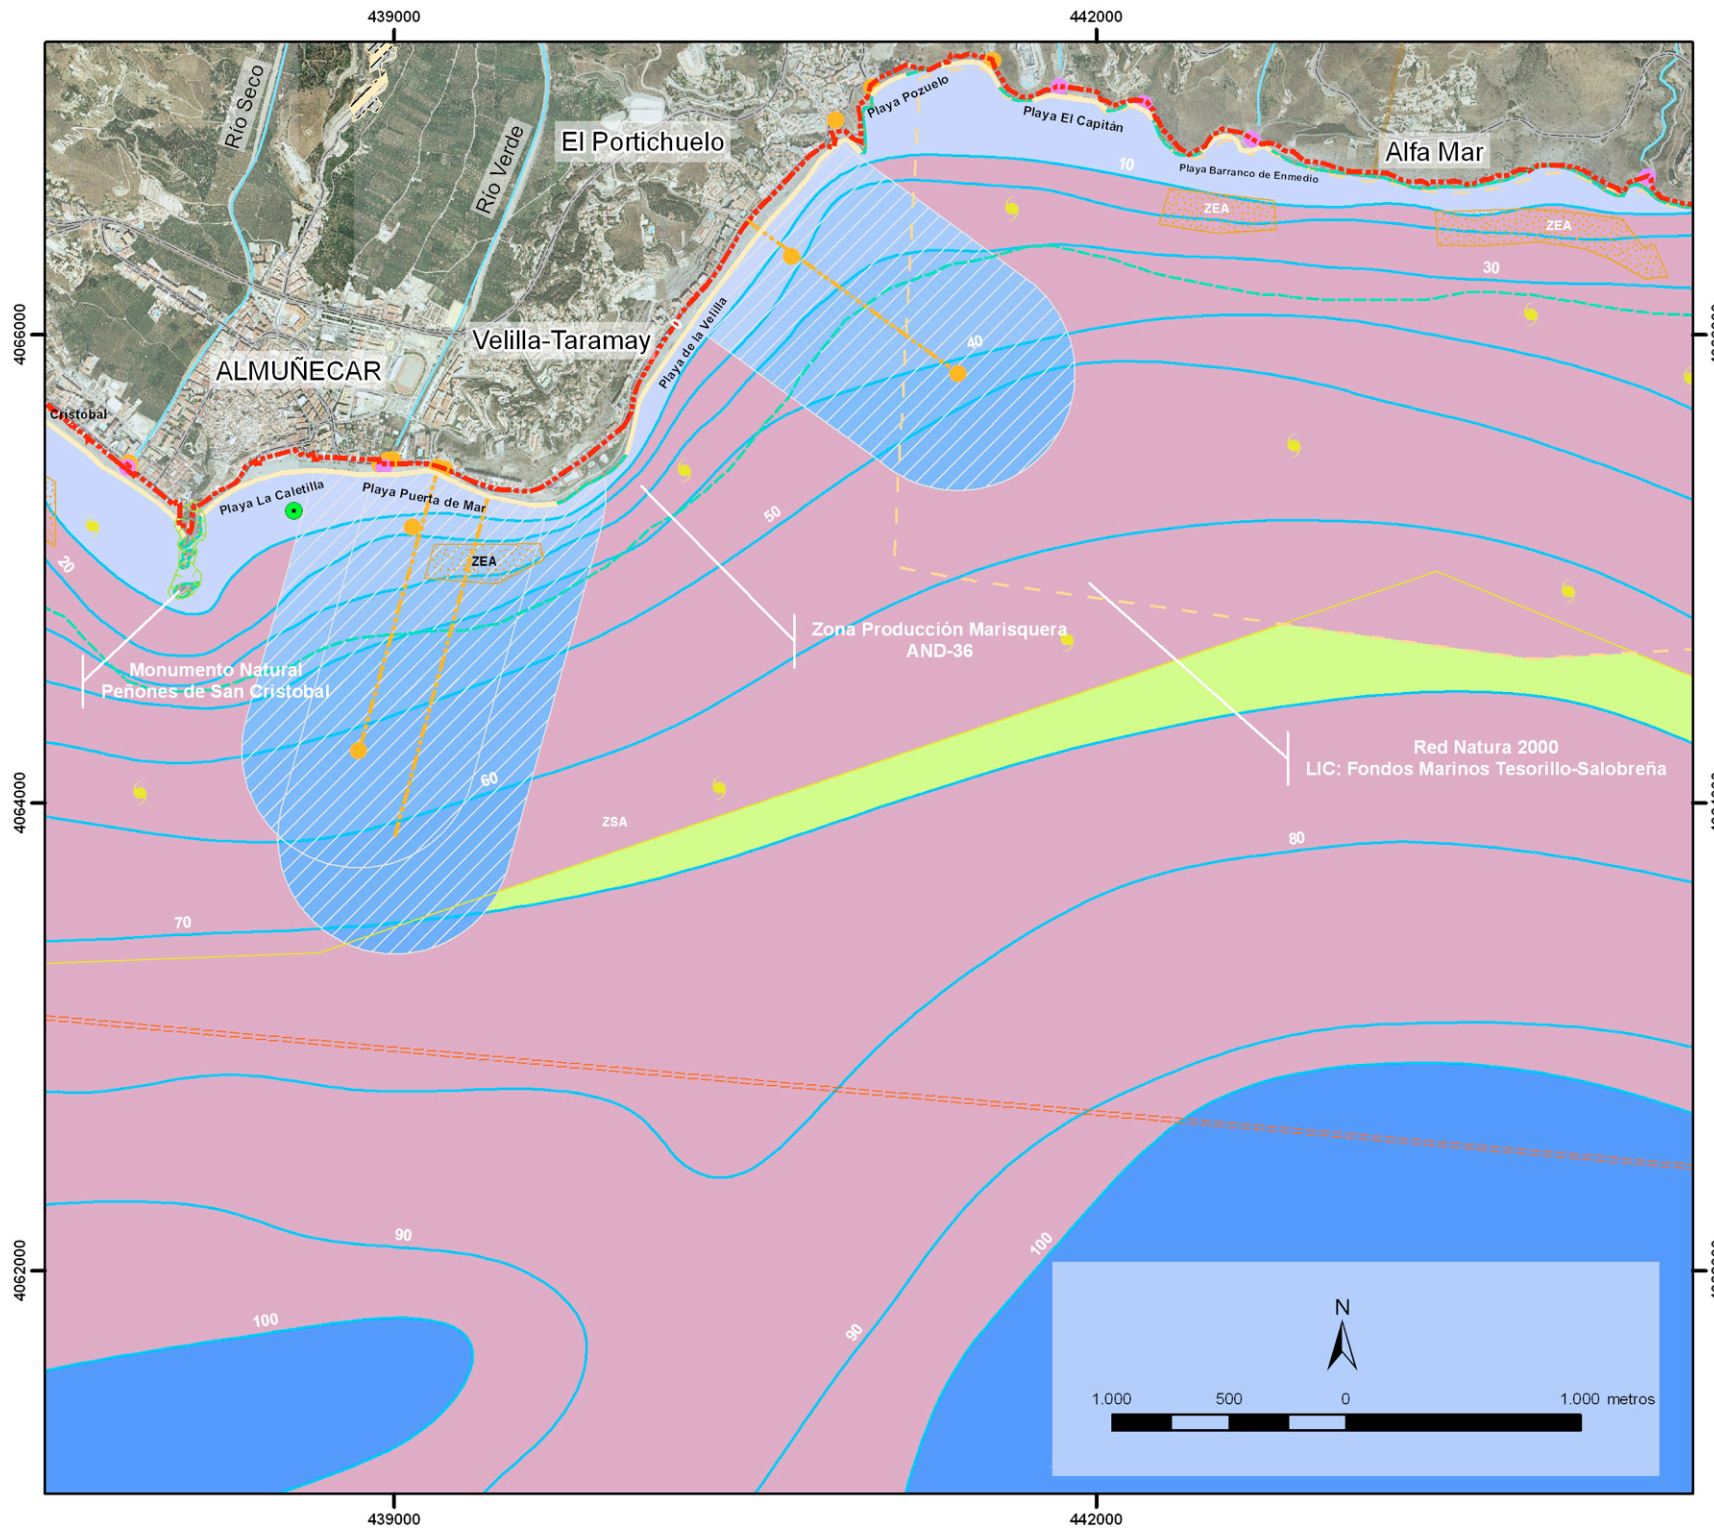 439000
442000
Río Seco
Río Verde
El Portichuelo
Playa Pozuelo
Playa El Capitán
Alfa Mar
Playa Barranco de Enmedio
10
ZEA
ZEA
30
4066000
Velilla-Taramay
0
Playa de la Velilla
40
ALMUÑECAR
Cristóbal
Playa La Caletilla
Playa Puerta de Mar
50
ZEA
20
Zona Producción Marisquera
AND-36
Monumento Natural
Peñones de San Cristobal
Red Natura 2000
LIC: Fondos Marinos Tesorillo-Salobreña
60
4064000
ZSA
80
70
90
100
4062000
100
90
N
1.000 500 0 1.000 metros
439000
442000